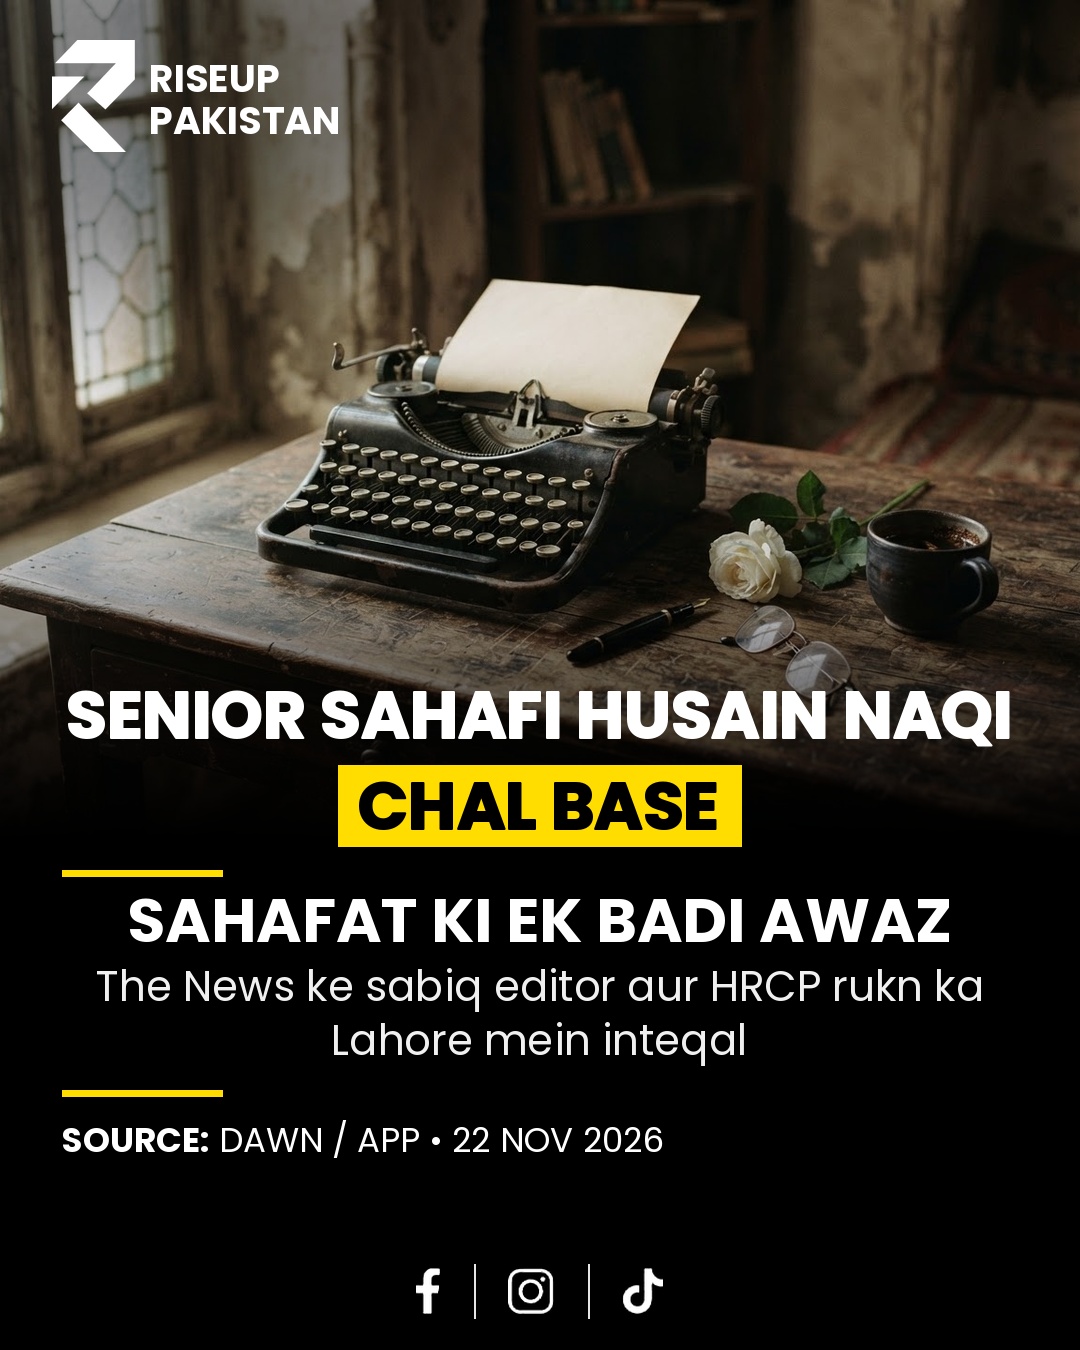 RISEUP
PAKISTAN
SENIOR SAHAFI HUSAIN NAQI
CHAL BASE
SAHAFAT KI EK BADI AWAZ
The News ke sabiq editor aur HRCP rukn ka
Lahore mein inteqal
SOURCE: DAWN / APP • 22 NOV 2026